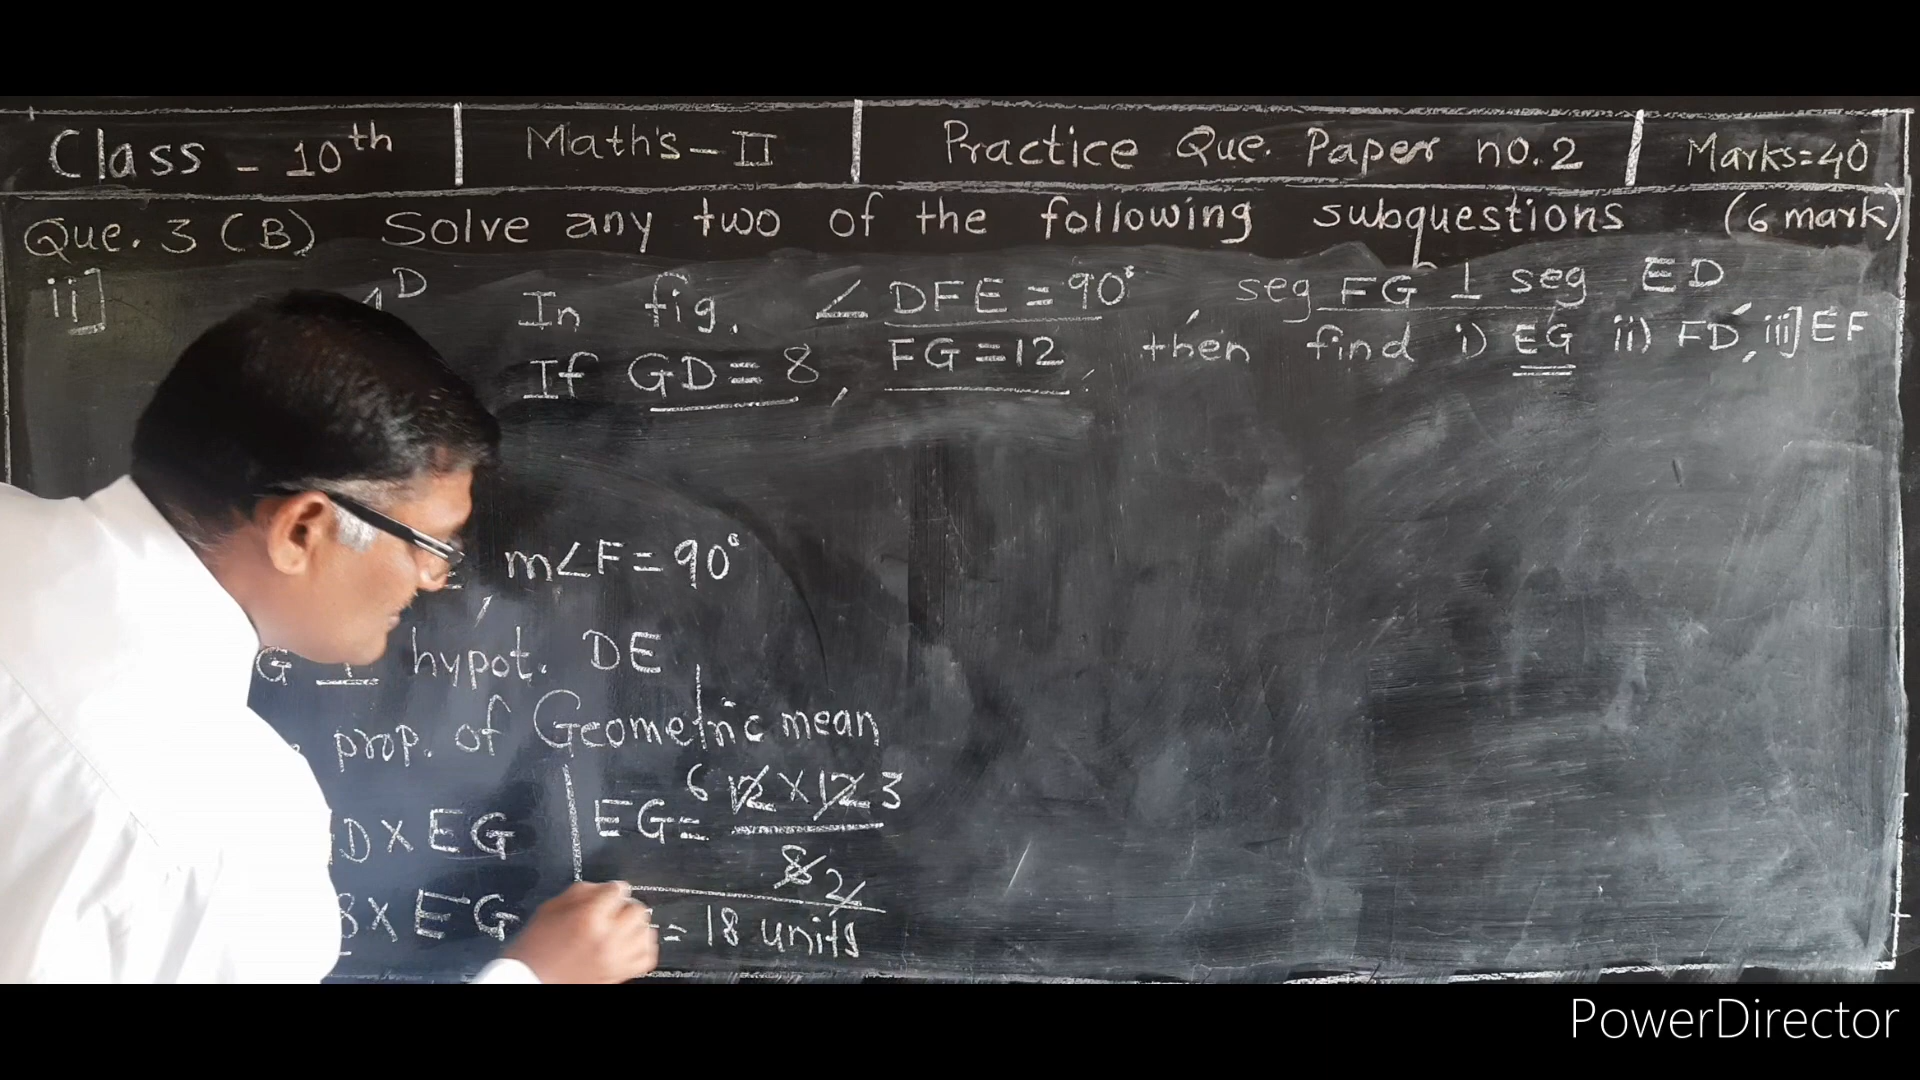 Class - 10th Math's - II Practice Que. Paper no. 2 Marks = 40
Que. 3 (B) Solve any two of the following subquestions (6 mark)
ii] D In fig. ∠DFE = 90°, seg FG ⊥ seg ED
If GD = 8, FG = 12, then find i) EG ii) FD, iii] EF
E, m∠F = 90°
G ⊥ hypot. DE
prop. of Geometric mean
D × EG
8 × EG
EG = 6 12 × 12 3
8 2
= 18 units
PowerDirector